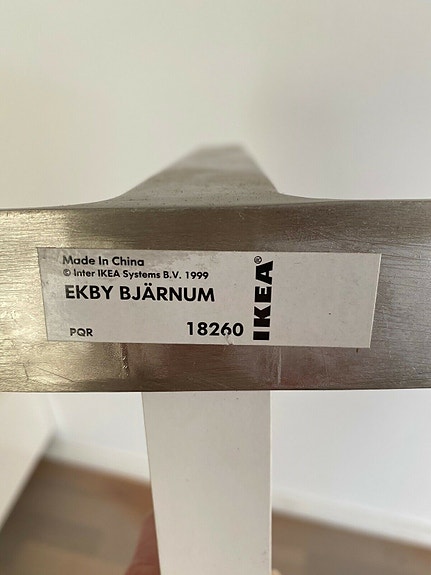 Made In China
© Inter IKEA Systems B.V. 1999
EKBY BJÄRNUM
PQR
18260
IKEA®